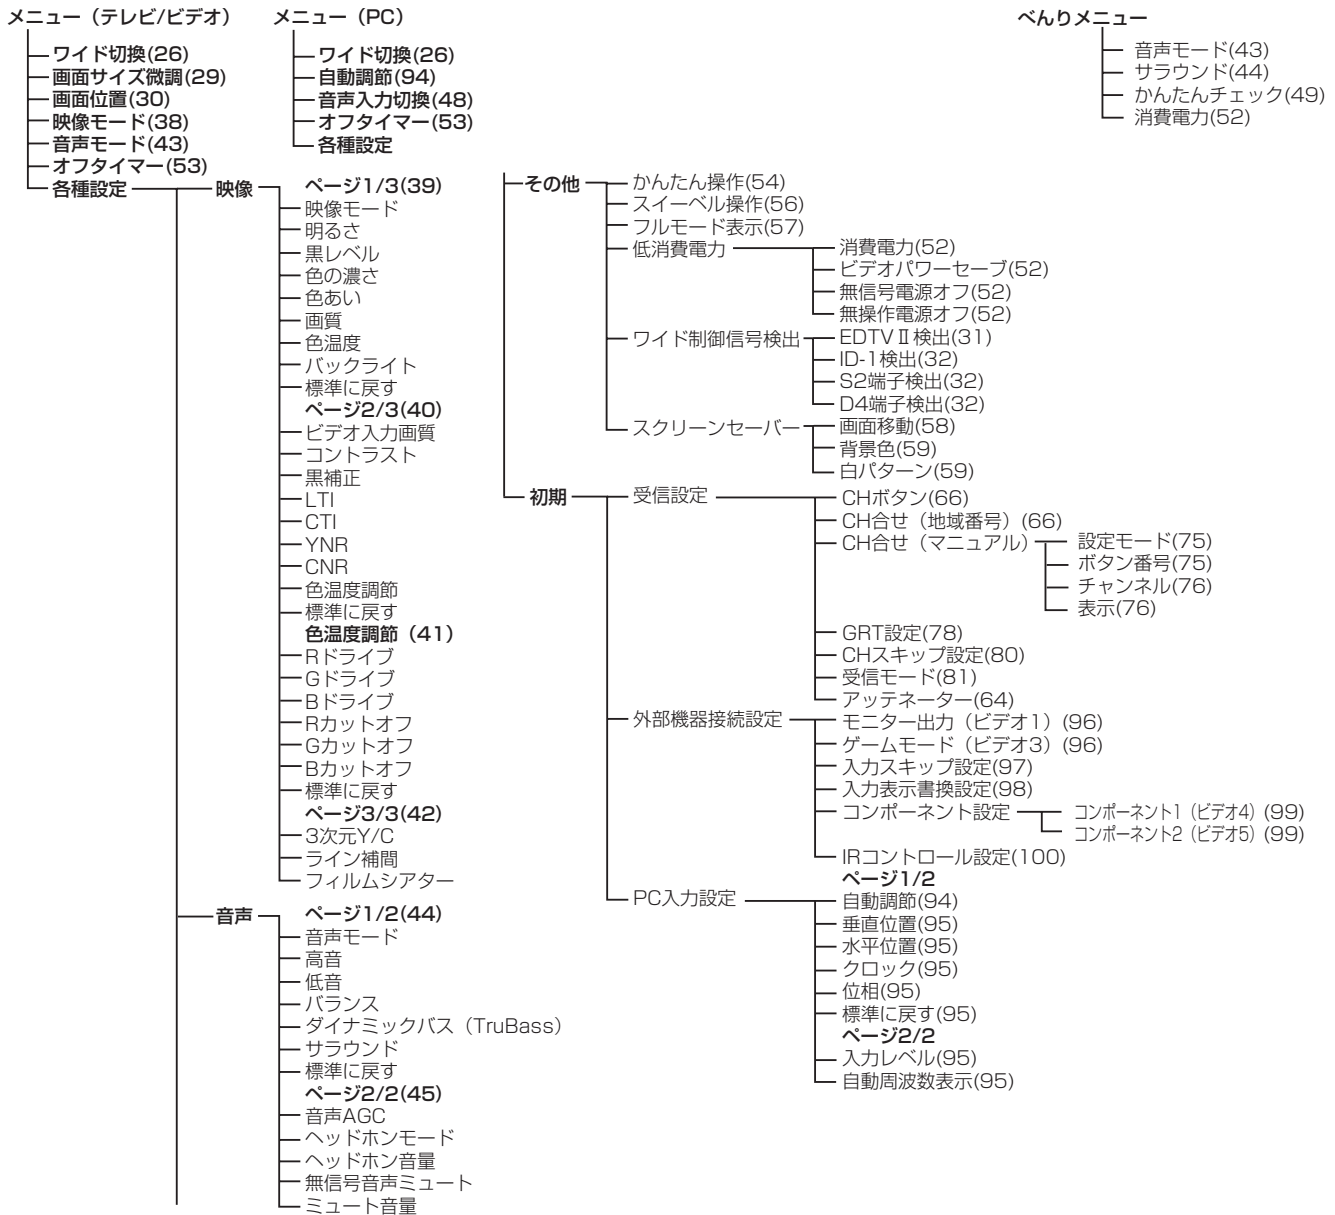 メニュー（テレビ/ビデオ）
ワイド切換(26)
画面サイズ微調(29)
画面位置(30)
映像モード(38)
音声モード(43)
オフタイマー(53)
各種設定
メニュー（PC）
ワイド切換(26)
自動調節(94)
音声入力切換(48)
オフタイマー(53)
各種設定
べんりメニュー
音声モード(43)
サラウンド(44)
かんたんチェック(49)
消費電力(52)
映像
ページ1/3(39)
映像モード
明るさ
黒レベル
色の濃さ
色あい
画質
色温度
バックライト
標準に戻す
ページ2/3(40)
ビデオ入力画質
コントラスト
黒補正
LTI
CTI
YNR
CNR
色温度調節
標準に戻す
色温度調節（41）
Rドライブ
Gドライブ
Bドライブ
Rカットオフ
Gカットオフ
Bカットオフ
標準に戻す
ページ3/3(42)
3次元Y/C
ライン補間
フィルムシアター
音声
ページ1/2(44)
音声モード
高音
低音
バランス
ダイナミックバス（TruBass）
サラウンド
標準に戻す
ページ2/2(45)
音声AGC
ヘッドホンモード
ヘッドホン音量
無信号音声ミュート
ミュート音量
その他
かんたん操作(54)
スイーベル操作(56)
フルモード表示(57)
低消費電力
消費電力(52)
ビデオパワーセーブ(52)
無信号電源オフ(52)
無操作電源オフ(52)
ワイド制御信号検出
EDTVⅡ検出(31)
ID-1検出(32)
S2端子検出(32)
D4端子検出(32)
スクリーンセーバー
画面移動(58)
背景色(59)
白パターン(59)
初期
受信設定
CHボタン(66)
CH合せ（地域番号）(66)
CH合せ（マニュアル）
設定モード(75)
ボタン番号(75)
チャンネル(76)
表示(76)
GRT設定(78)
CHスキップ設定(80)
受信モード(81)
アッテネーター(64)
外部機器接続設定
モニター出力（ビデオ1）(96)
ゲームモード（ビデオ3）(96)
入力スキップ設定(97)
入力表示書換設定(98)
コンポーネント設定
コンポーネント1（ビデオ4）(99)
コンポーネント2（ビデオ5）(99)
IRコントロール設定(100)
PC入力設定
ページ1/2
自動調節(94)
垂直位置(95)
水平位置(95)
クロック(95)
位相(95)
標準に戻す(95)
ページ2/2
入力レベル(95)
自動周波数表示(95)